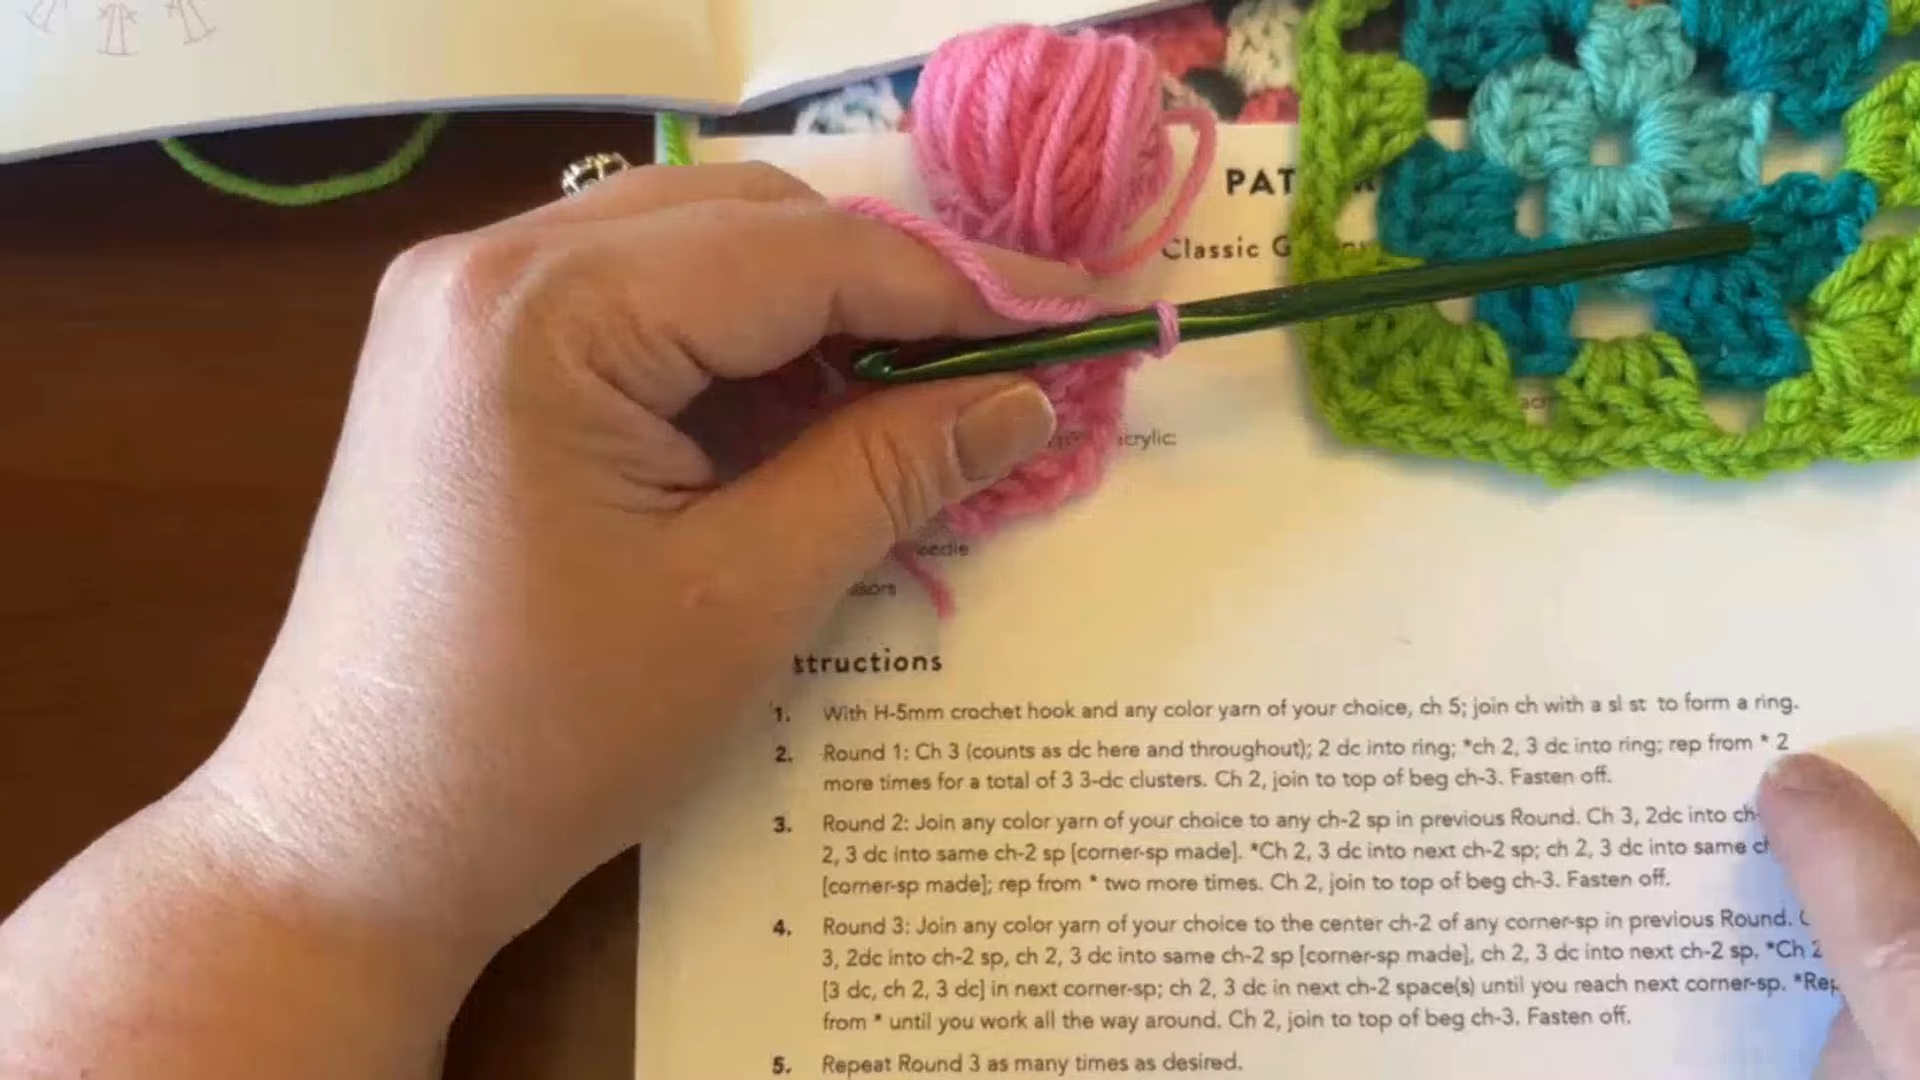 Classic
acrylic;
With H-5mm crochet hook and any color yarn of your choice, ch 5; join ch with a sl st to form a ring.
1.
2. Round 1: Ch 3 (counts as dc here and throughout); 2 dc into ring; *ch 2, 3 dc into ring; rep from * 2
more times for a total of 3 3-dc clusters. Ch 2, join to top of beg ch-3. Fasten off.
3. Round 2: Join any color yarn of your choice to any ch-2 sp in previous Round. Ch 3, 2dc into ch-
2, 3 dc into same ch-2 sp [corner-sp made]. *Ch 2, 3 dc into next ch-2 sp; ch 2, 3 dc into same
[corner-sp made]; rep from * two more times. Ch 2, join to top of beg ch-3. Fasten off.
4. Round 3: Join any color yarn of your choice to the center ch-2 of any corner-sp in previous Round.
3, 2dc into ch-2 sp, ch 2, 3 dc into same ch-2 sp [corner-sp made], ch 2, 3 dc into next ch-2 sp. *Ch 2
[3 dc, ch 2, 3 dc] in next corner-sp; ch 2, 3 dc in next ch-2 space(s) until you reach next corner-sp. *Rep
from * until you work all the way around. Ch 2, join to top of beg ch-3. Fasten off.
5. Repeat Round 3 as many times as desired.